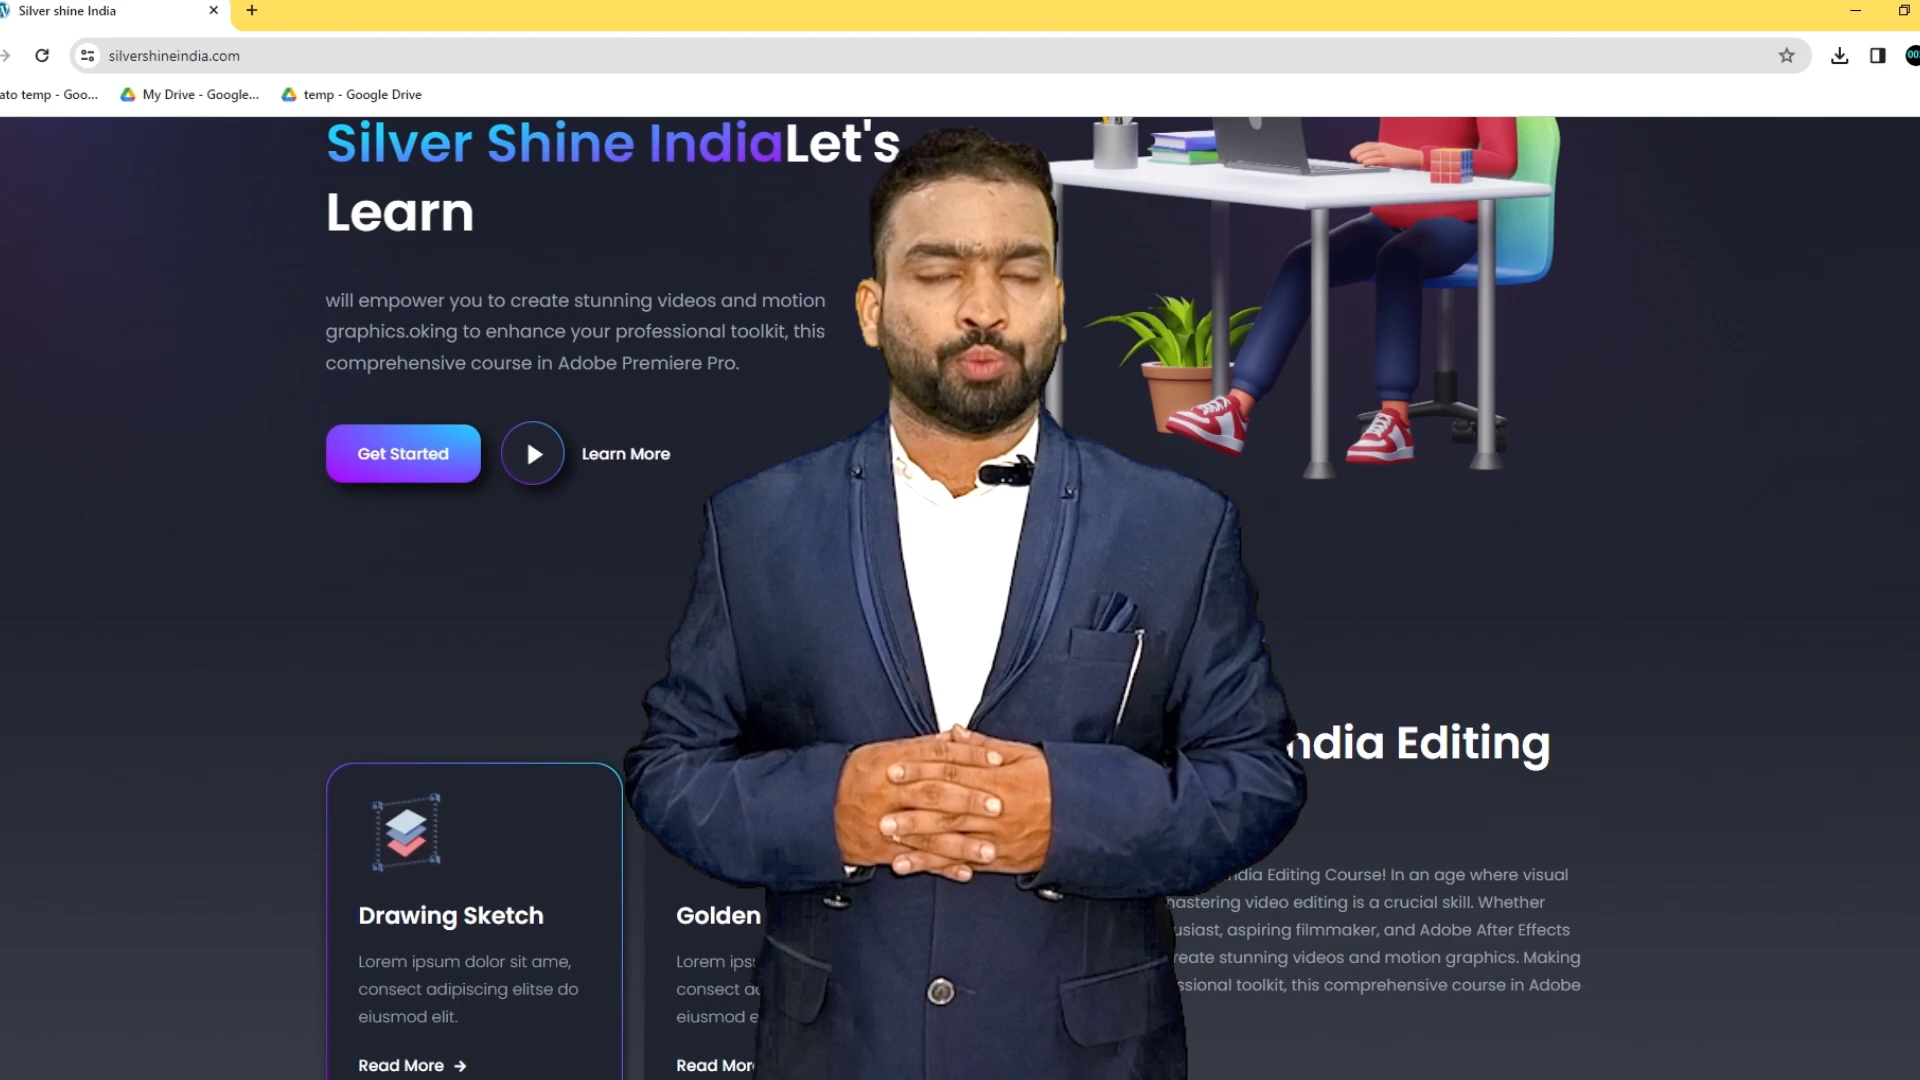 Silver shine India
silvershineindia.com
ato temp - Goo...
My Drive - Google...
temp - Google Drive
Silver Shine IndiaLet's
Learn
will empower you to create stunning videos and motion
graphics.oking to enhance your professional toolkit, this
comprehensive course in Adobe Premiere Pro.
Get Started
Learn More
ndia Editing
Drawing Sketch
Lorem ipsum dolor sit ame,
consect adipiscing elitse do
eiusmod elit.
Read More
Golden
Lorem ips
consect
eiusmod
Read More
ndia Editing Course! In an age where visual
mastering video editing is a crucial skill. Whether
usiast, aspiring filmmaker, and Adobe After Effects
reate stunning videos and motion graphics. Making
ssional toolkit, this comprehensive course in Adobe